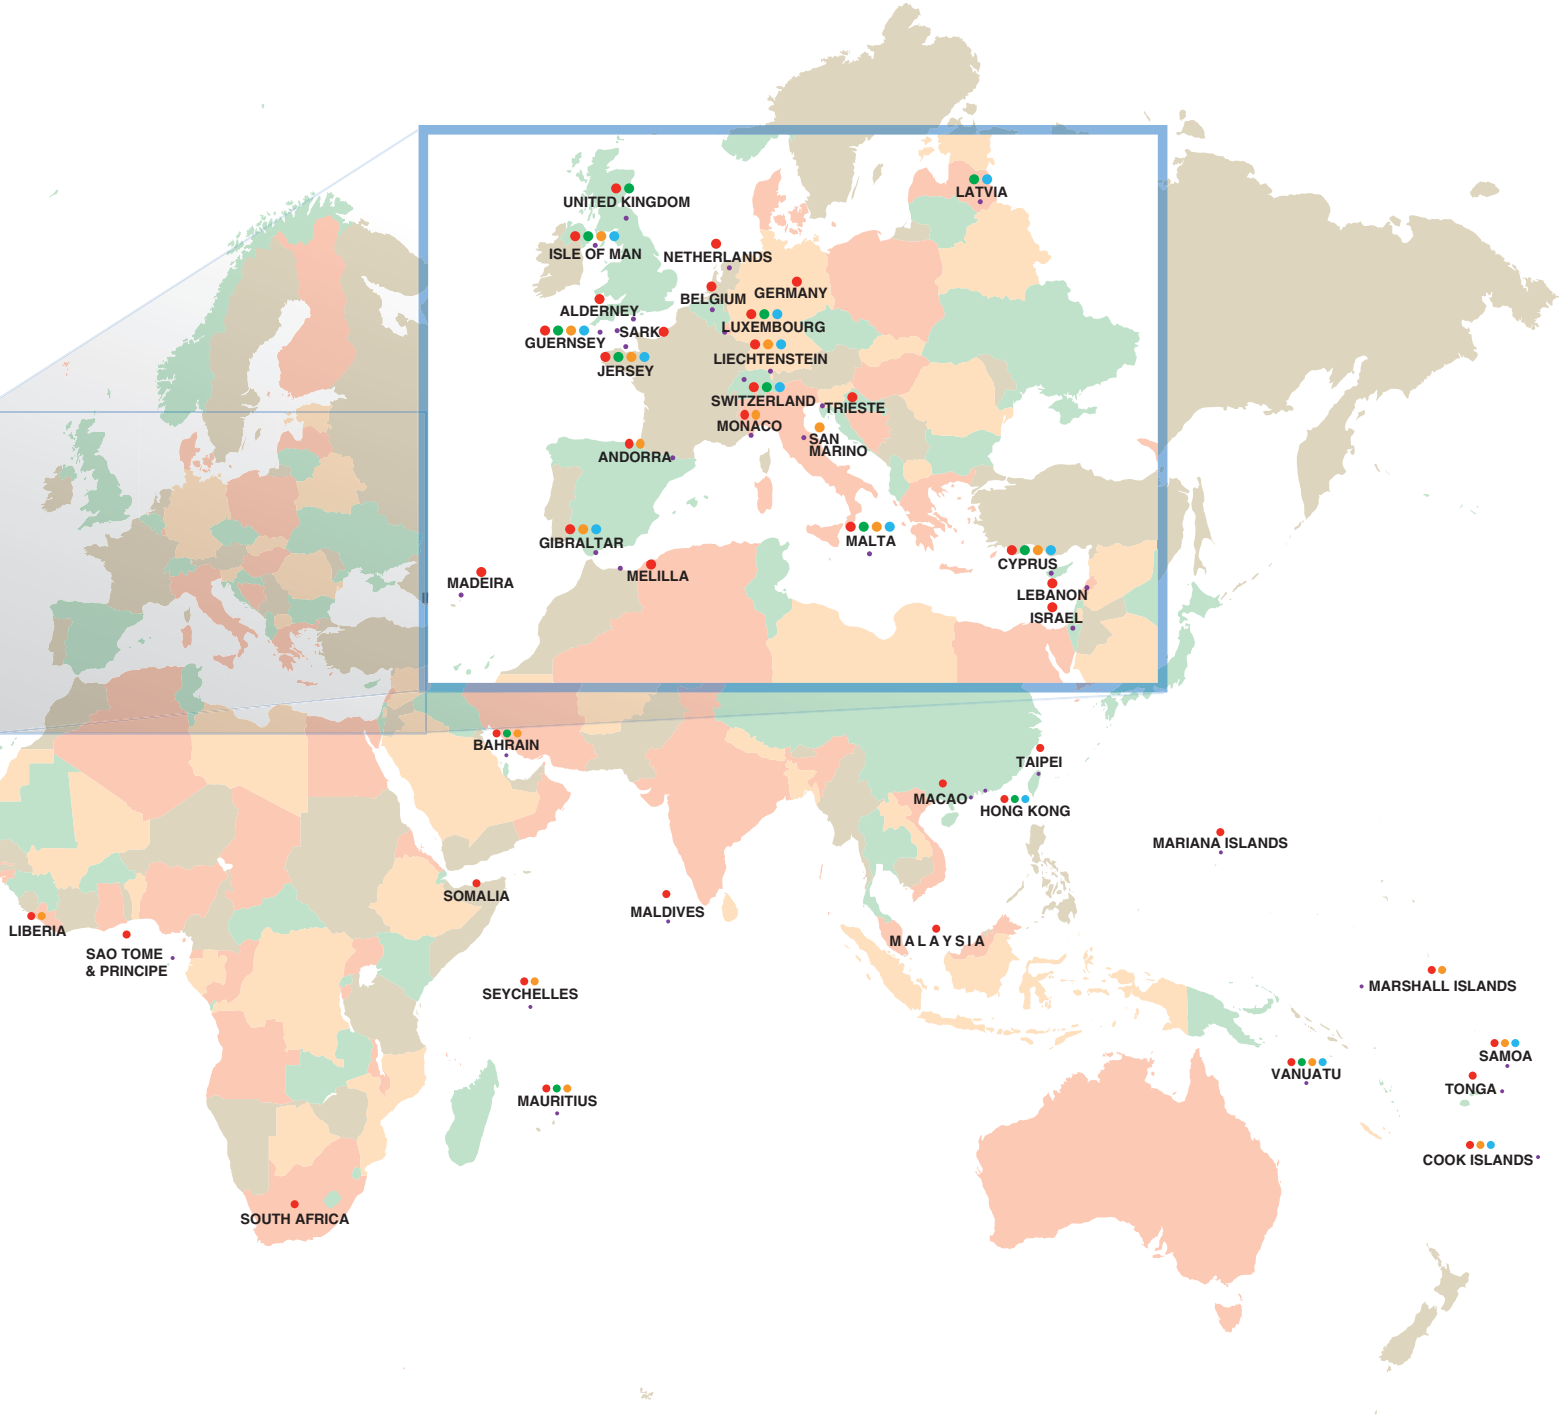 LATVIA
UNITED KINGDOM
ISLE OF MAN
NETHERLANDS
GERMANY
BELGIUM
ALDERNEY
LUXEMBOURG
SARK
GUERNSEY
LIECHTENSTEIN
JERSEY
SWITZERLAND
TRIESTE
MONACO
SAN
MARINO
ANDORRA
GIBRALTAR
MALTA
CYPRUS
MELILLA
MADEIRA
LEBANON
ISRAEL
BAHRAIN
TAIPEI
MACAO
HONG KONG
MARIANA ISLANDS
SOMALIA
MALDIVES
LIBERIA
MALAYSIA
SAO TOME
& PRINCIPE
MARSHALL ISLANDS
SEYCHELLES
SAMOA
VANUATU
TONGA
MAURITIUS
COOK ISLANDS
SOUTH AFRICA